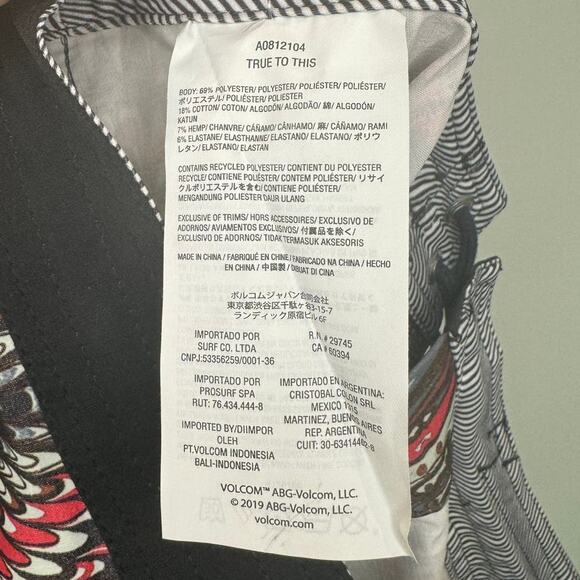 A0812104
TRUE TO THIS
BODY: 69% POLYESTER/ POLYESTER/ POLIÉSTER/ POLIÉSTER/
ポリエステル/ POLIÉSTER/ POLIESTER
18% COTTON/ COTON/ ALGODÓN/ ALGODÃO/ 綿/ ALGODÓN/
KATUN
7% HEMP/ CHANVRE/ CÁÑAMO/ CÂNHAMO/ 麻/ CÁÑAMO/ RAMI
6% ELASTANE/ ELASTHANNE/ ELASTANO/ ELASTANO/ ポリウ
レタン/ ELASTANO/ ELASTAN
CONTAINS RECYCLED POLYESTER/ CONTIENT DU POLYESTER
RECYCLE/ CONTIENE POLIÉSTER/ CONTEM POLIÉSTER/ リサイ
クルポリエステルを含む/ CONTIENE POLIÉSTER/
MENGANDUNG POLIESTER DAUR ULANG
EXCLUSIVE OF TRIMS/ HORS ACCESSOIRES/ EXCLUSIVO DE
ADORNOS/ AVIAMENTOS EXCLUSIVOS/ 付属品を除く/
EXCLUSIVO DE ADORNOS/ TIDAK TERMASUK AKSESORIS
MADE IN CHINA / FABRIQUÉ EN CHINE/ FABRICADO NA CHINA / HECHO
EN CHINA / 中国製 / DIBUAT DI CINA
ボルコムジャパン合同会社
東京都渋谷区千駄ヶ谷3-15-7
ランディック原宿ビル 6F
IMPORTADO POR
SURF CO. LTDA
CNPJ:53356259/0001-36
R.N.# 29745
CA # 60394
IMPORTADO POR
PROSURF SPA
RUT: 76.434.444-8
IMPORTADO EN ARGENTINA:
CRISTOBAL COLON SRL
MEXICO 1515
MARTINEZ, BUENOS AIRES
REP. ARGENTINA
CUIT: 30-63414402-8
IMPORTED BY/DIIMPOR
OLEH
PT.VOLCOM INDONESIA
BALI-INDONESIA
VOLCOM™ ABG-Volcom, LLC.
© 2019 ABG-Volcom, LLC.
volcom.com